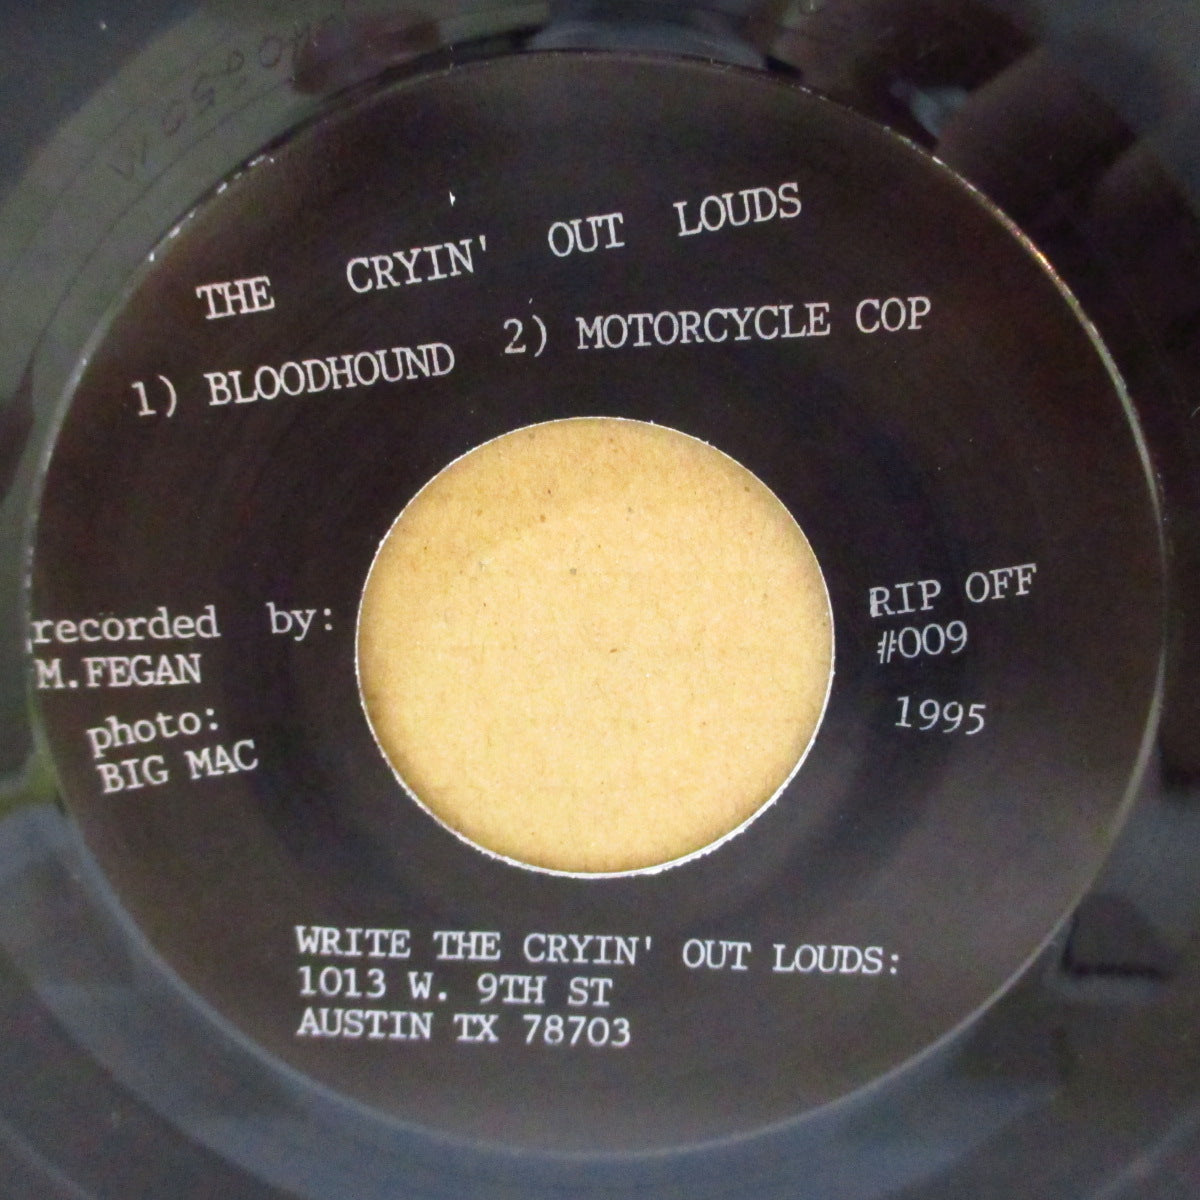 THE CRYIN' OUT LOUDS
1) BLOODHOUND 2) MOTORCYCLE COP
recorded by:
M.FEGAN
photo:
BIG MAC
RIP OFF
#009
1995
WRITE THE CRYIN' OUT LOUDS:
1013 W. 9TH ST
AUSTIN TX 78703